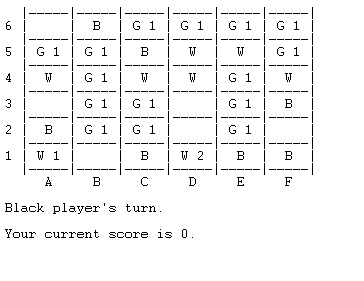 |-----|-----|-----|-----|-----|-----|
6 |     |  B  | G 1 | G 1 | G 1 | G 1 |
|-----|-----|-----|-----|-----|-----|
5 | G 1 | G 1 |  B  |  W  |  W  | G 1 |
|-----|-----|-----|-----|-----|-----|
4 |  W  | G 1 |  W  |  W  | G 1 |  W  |
|-----|-----|-----|-----|-----|-----|
3 |     | G 1 | G 1 |     | G 1 |  B  |
|-----|-----|-----|-----|-----|-----|
2 |  B  | G 1 | G 1 |     | G 1 |     |
|-----|-----|-----|-----|-----|-----|
1 | W 1 |     |  B  | W 2 |  B  |  B  |
|-----|-----|-----|-----|-----|-----|
A B C D E F
Black player's turn.
Your current score is 0.